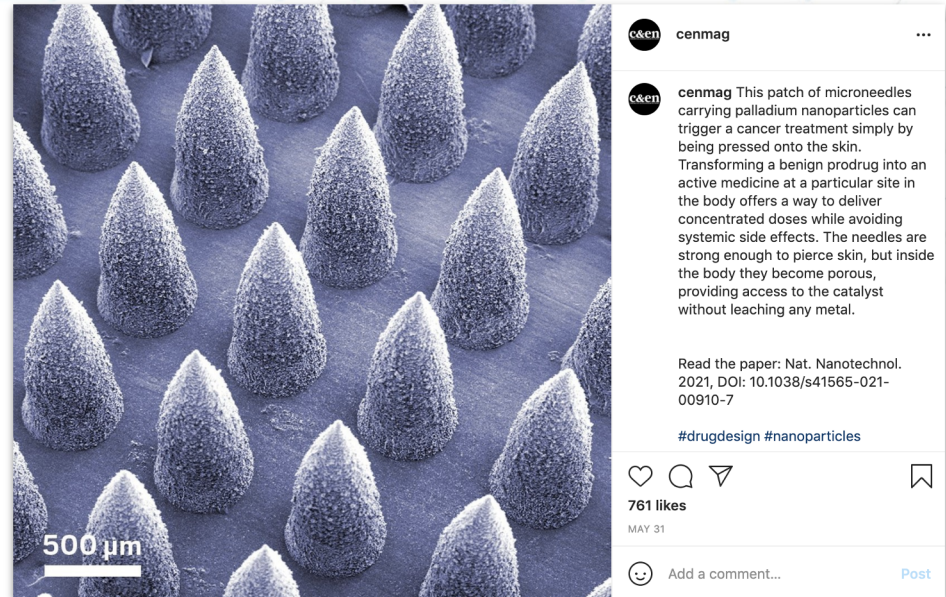 c&en
cenmag
c&en
cenmag This patch of microneedles
carrying palladium nanoparticles can
trigger a cancer treatment simply by
being pressed onto the skin.
Transforming a benign prodrug into an
active medicine at a particular site in
the body offers a way to deliver
concentrated doses while avoiding
systemic side effects. The needles are
strong enough to pierce skin, but inside
the body they become porous,
providing access to the catalyst
without leaching any metal.
Read the paper: Nat. Nanotechnol.
2021, DOI: 10.1038/s41565-021-
00910-7
#drugdesign #nanoparticles
761 likes
MAY 31
Add a comment... Post
500 μm